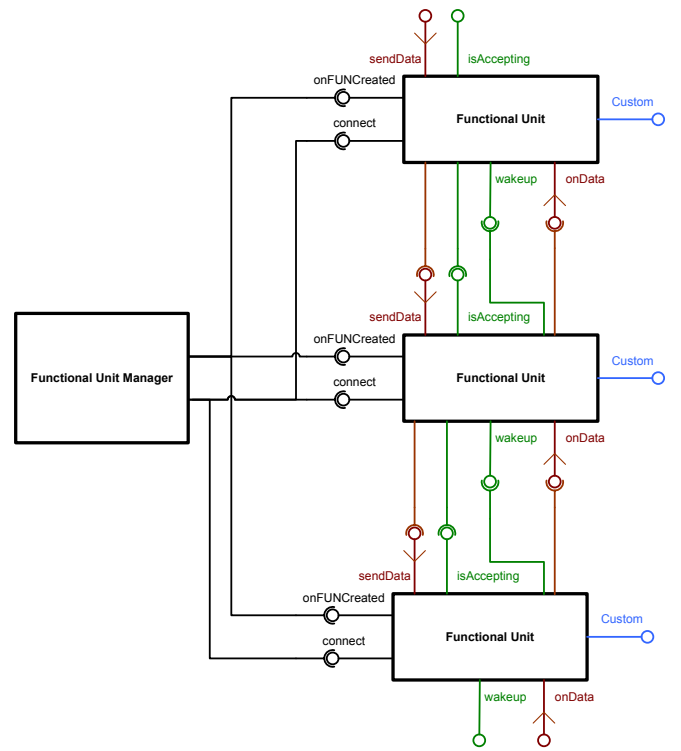 sendData
isAccepting
onFUNCreated
Custom
Functional Unit
connect
wakeup
onData
sendData
isAccepting
onFUNCreated
Custom
Functional Unit Manager
Functional Unit
connect
wakeup
onData
sendData
isAccepting
onFUNCreated
Custom
Functional Unit
connect
wakeup
onData